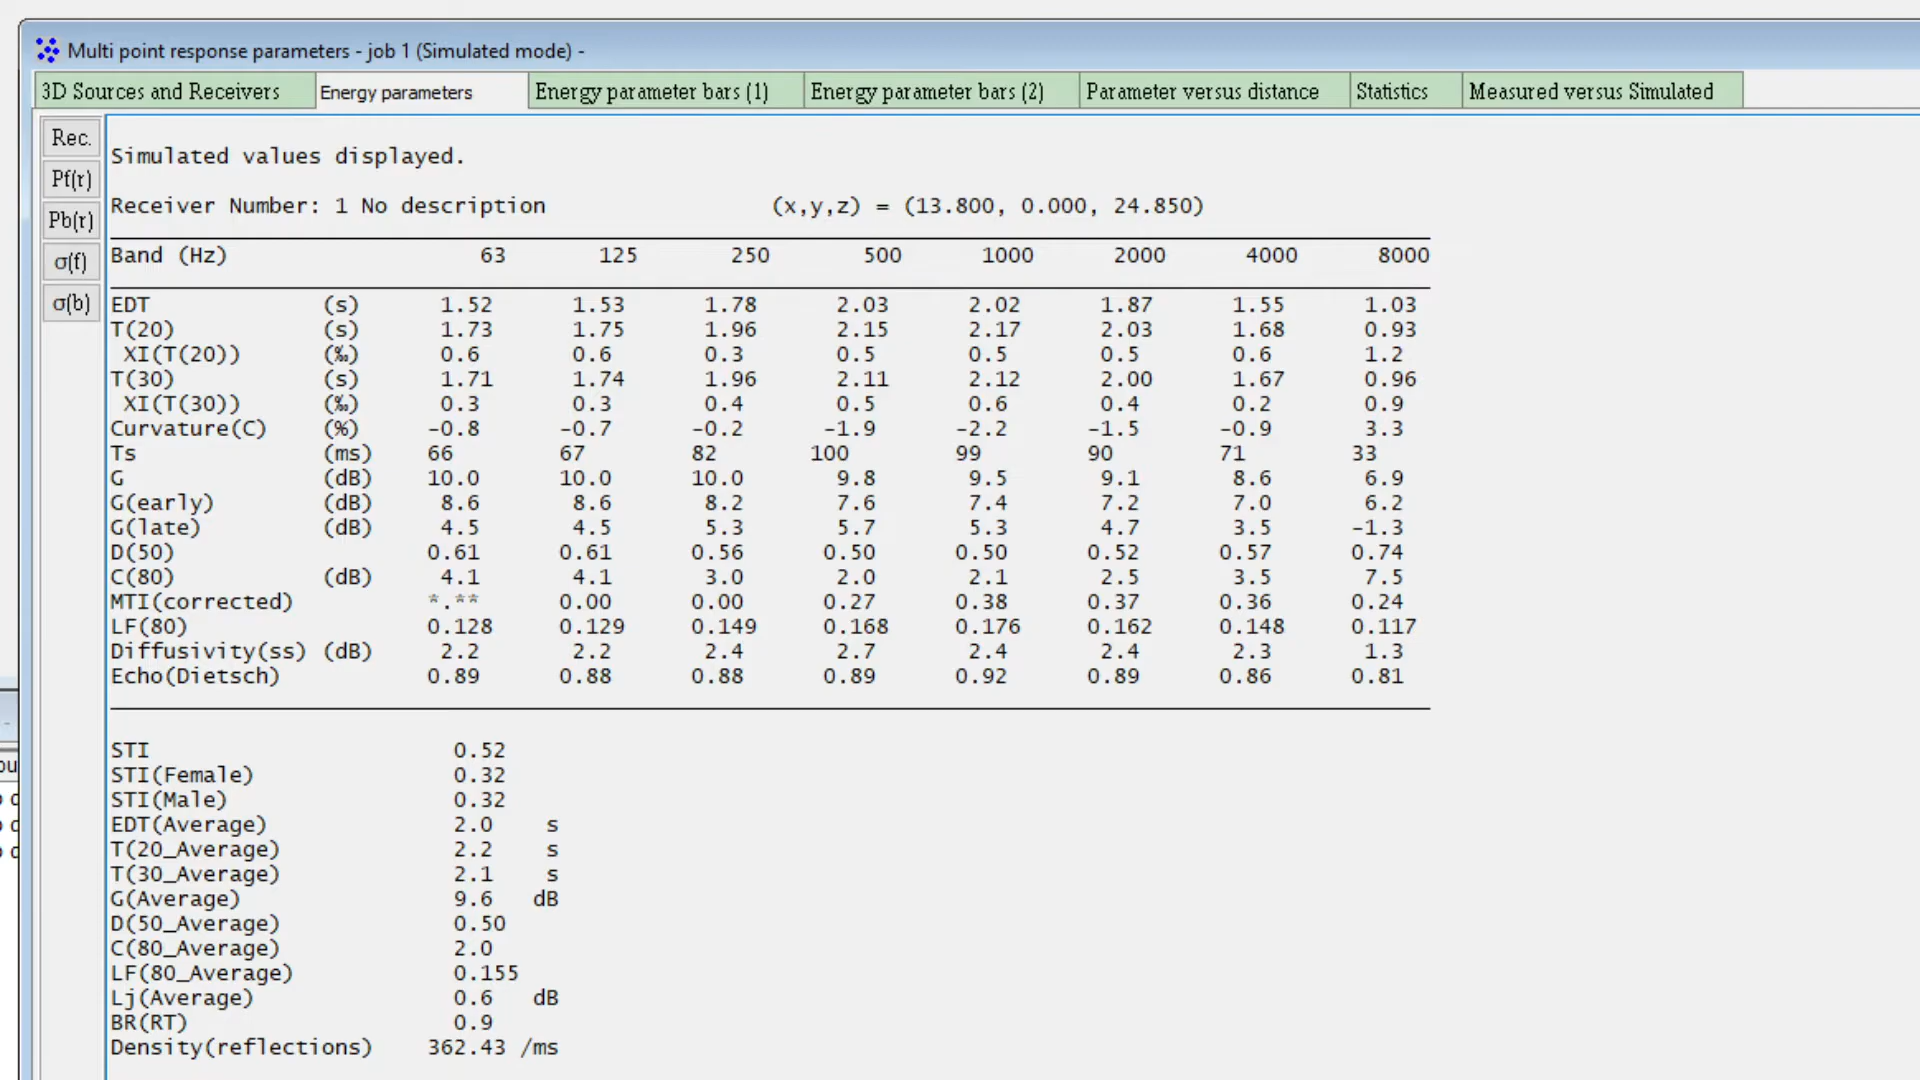 Multi point response parameters - job 1 (Simulated mode) -
3D Sources and Receivers Energy parameters Energy parameter bars (1) Energy parameter bars (2) Parameter versus distance Statistics Measured versus Simulated
Rec.
Pf(r)
Pb(r)
σ(f)
σ(b)
Simulated values displayed.
Receiver Number: 1 No description (x,y,z) = (13.800, 0.000, 24.850)
Band (Hz) 63 125 250 500 1000 2000 4000 8000
EDT (s) 1.52 1.53 1.78 2.03 2.02 1.87 1.55 1.03
T(20) (s) 1.73 1.75 1.96 2.15 2.17 2.03 1.68 0.93
XI(T(20)) (‰) 0.6 0.6 0.3 0.5 0.5 0.5 0.6 1.2
T(30) (s) 1.71 1.74 1.96 2.11 2.12 2.00 1.67 0.96
XI(T(30)) (‰) 0.3 0.3 0.4 0.5 0.6 0.4 0.2 0.9
Curvature(C) (%) -0.8 -0.7 -0.2 -1.9 -2.2 -1.5 -0.9 3.3
Ts (ms) 66 67 82 100 99 90 71 33
G (dB) 10.0 10.0 10.0 9.8 9.5 9.1 8.6 6.9
G(early) (dB) 8.6 8.6 8.2 7.6 7.4 7.2 7.0 6.2
G(late) (dB) 4.5 4.5 5.3 5.7 5.3 4.7 3.5 -1.3
D(50) 0.61 0.61 0.56 0.50 0.50 0.52 0.57 0.74
C(80) (dB) 4.1 4.1 3.0 2.0 2.1 2.5 3.5 7.5
MTI(corrected) *.** 0.00 0.00 0.27 0.38 0.37 0.36 0.24
LF(80) 0.128 0.129 0.149 0.168 0.176 0.162 0.148 0.117
Diffusivity(ss) (dB) 2.2 2.2 2.4 2.7 2.4 2.4 2.3 1.3
Echo(Dietsch) 0.89 0.88 0.88 0.89 0.92 0.89 0.86 0.81
STI 0.52
STI(Female) 0.32
STI(Male) 0.32
EDT(Average) 2.0 s
T(20_Average) 2.2 s
T(30_Average) 2.1 s
G(Average) 9.6 dB
D(50_Average) 0.50
C(80_Average) 2.0
LF(80_Average) 0.155
Lj(Average) 0.6 dB
BR(RT) 0.9
Density(reflections) 362.43 /ms